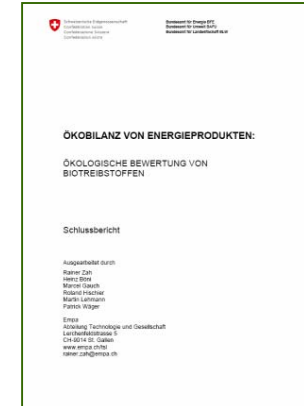 Schweizerische Eidgenossenschaft
Confédération suisse
Confederazione Svizzera
Confederaziun svizra
Bundesamt für Energie BFE
Bundesamt für Umwelt BAFU
Bundesamt für Landwirtschaft BLW
ÖKOBILANZ VON ENERGIEPRODUKTEN:
ÖKOLOGISCHE BEWERTUNG VON
BIOTREIBSTOFFEN
Schlussbericht
Ausgearbeitet durch
Rainer Zah
Heinz Böni
Marcel Gauch
Roland Hischier
Martin Lehmann
Patrick Wäger
Empa
Abteilung Technologie und Gesellschaft
Lerchenfeldstrasse 5
CH-9014 St. Gallen
www.empa.ch/tsl
rainer.zah@empa.ch